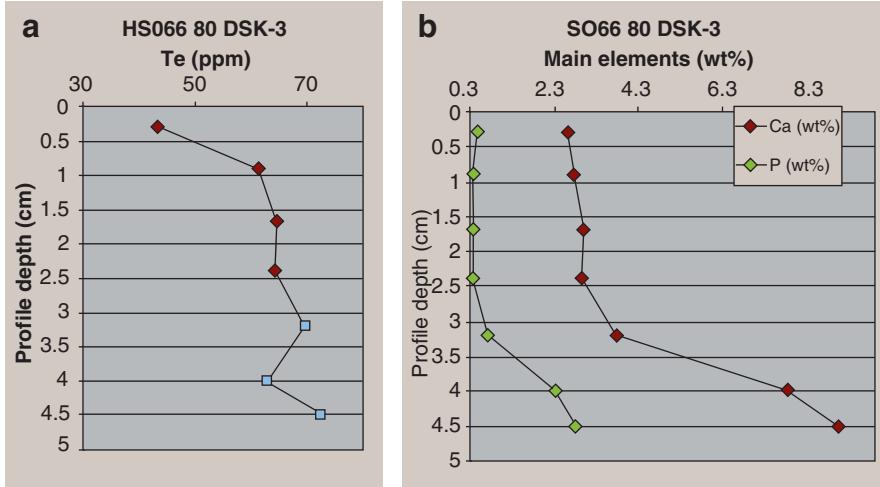 a
HS066 80 DSK-3
Te (ppm)
30 50 70
0
0.5
1
1.5
2
2.5
3
3.5
4
4.5
5
Profile depth (cm)
b
SO66 80 DSK-3
Main elements (wt%)
0.3 2.3 4.3 6.3 8.3
0
0.5
1
1.5
2
2.5
3
3.5
4
4.5
5
Profile depth (cm)
Ca (wt%)
P (wt%)